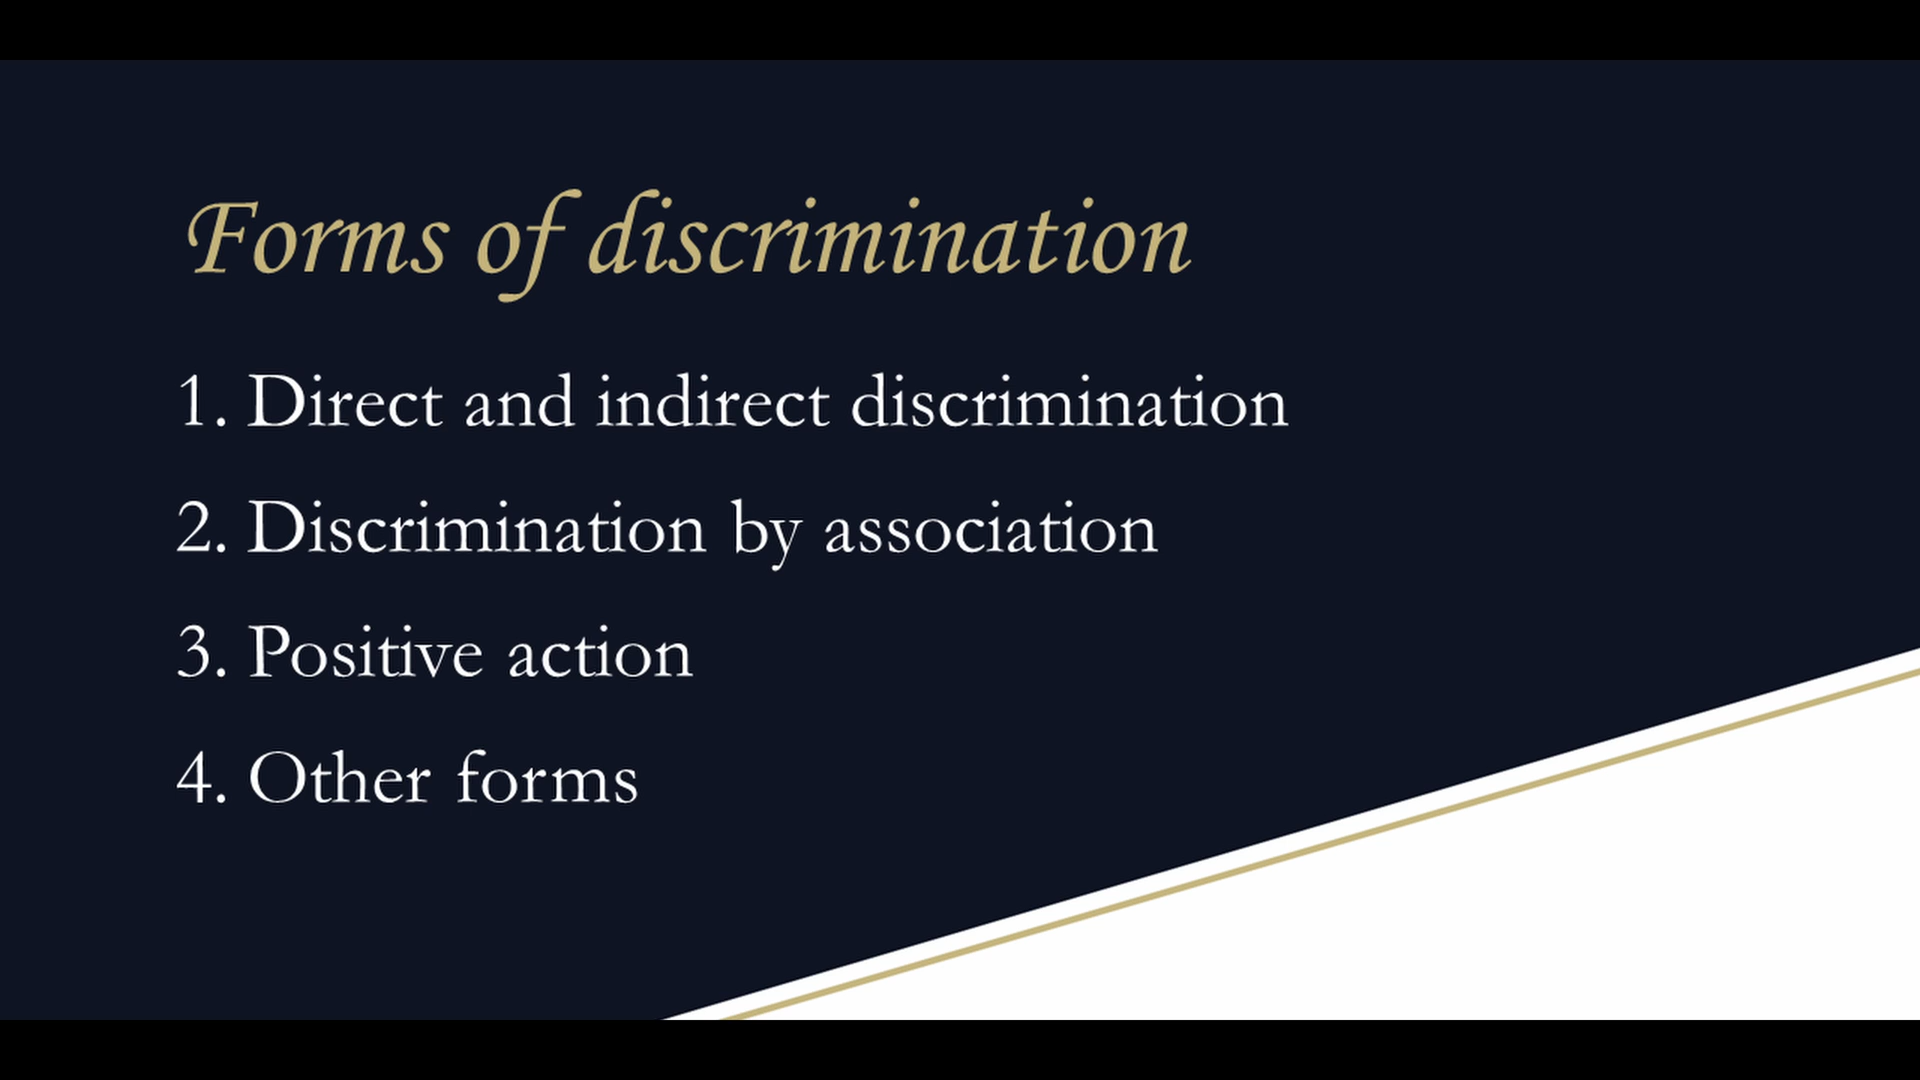 Forms of discrimination
1. Direct and indirect discrimination
2. Discrimination by association
3. Positive action
4. Other forms